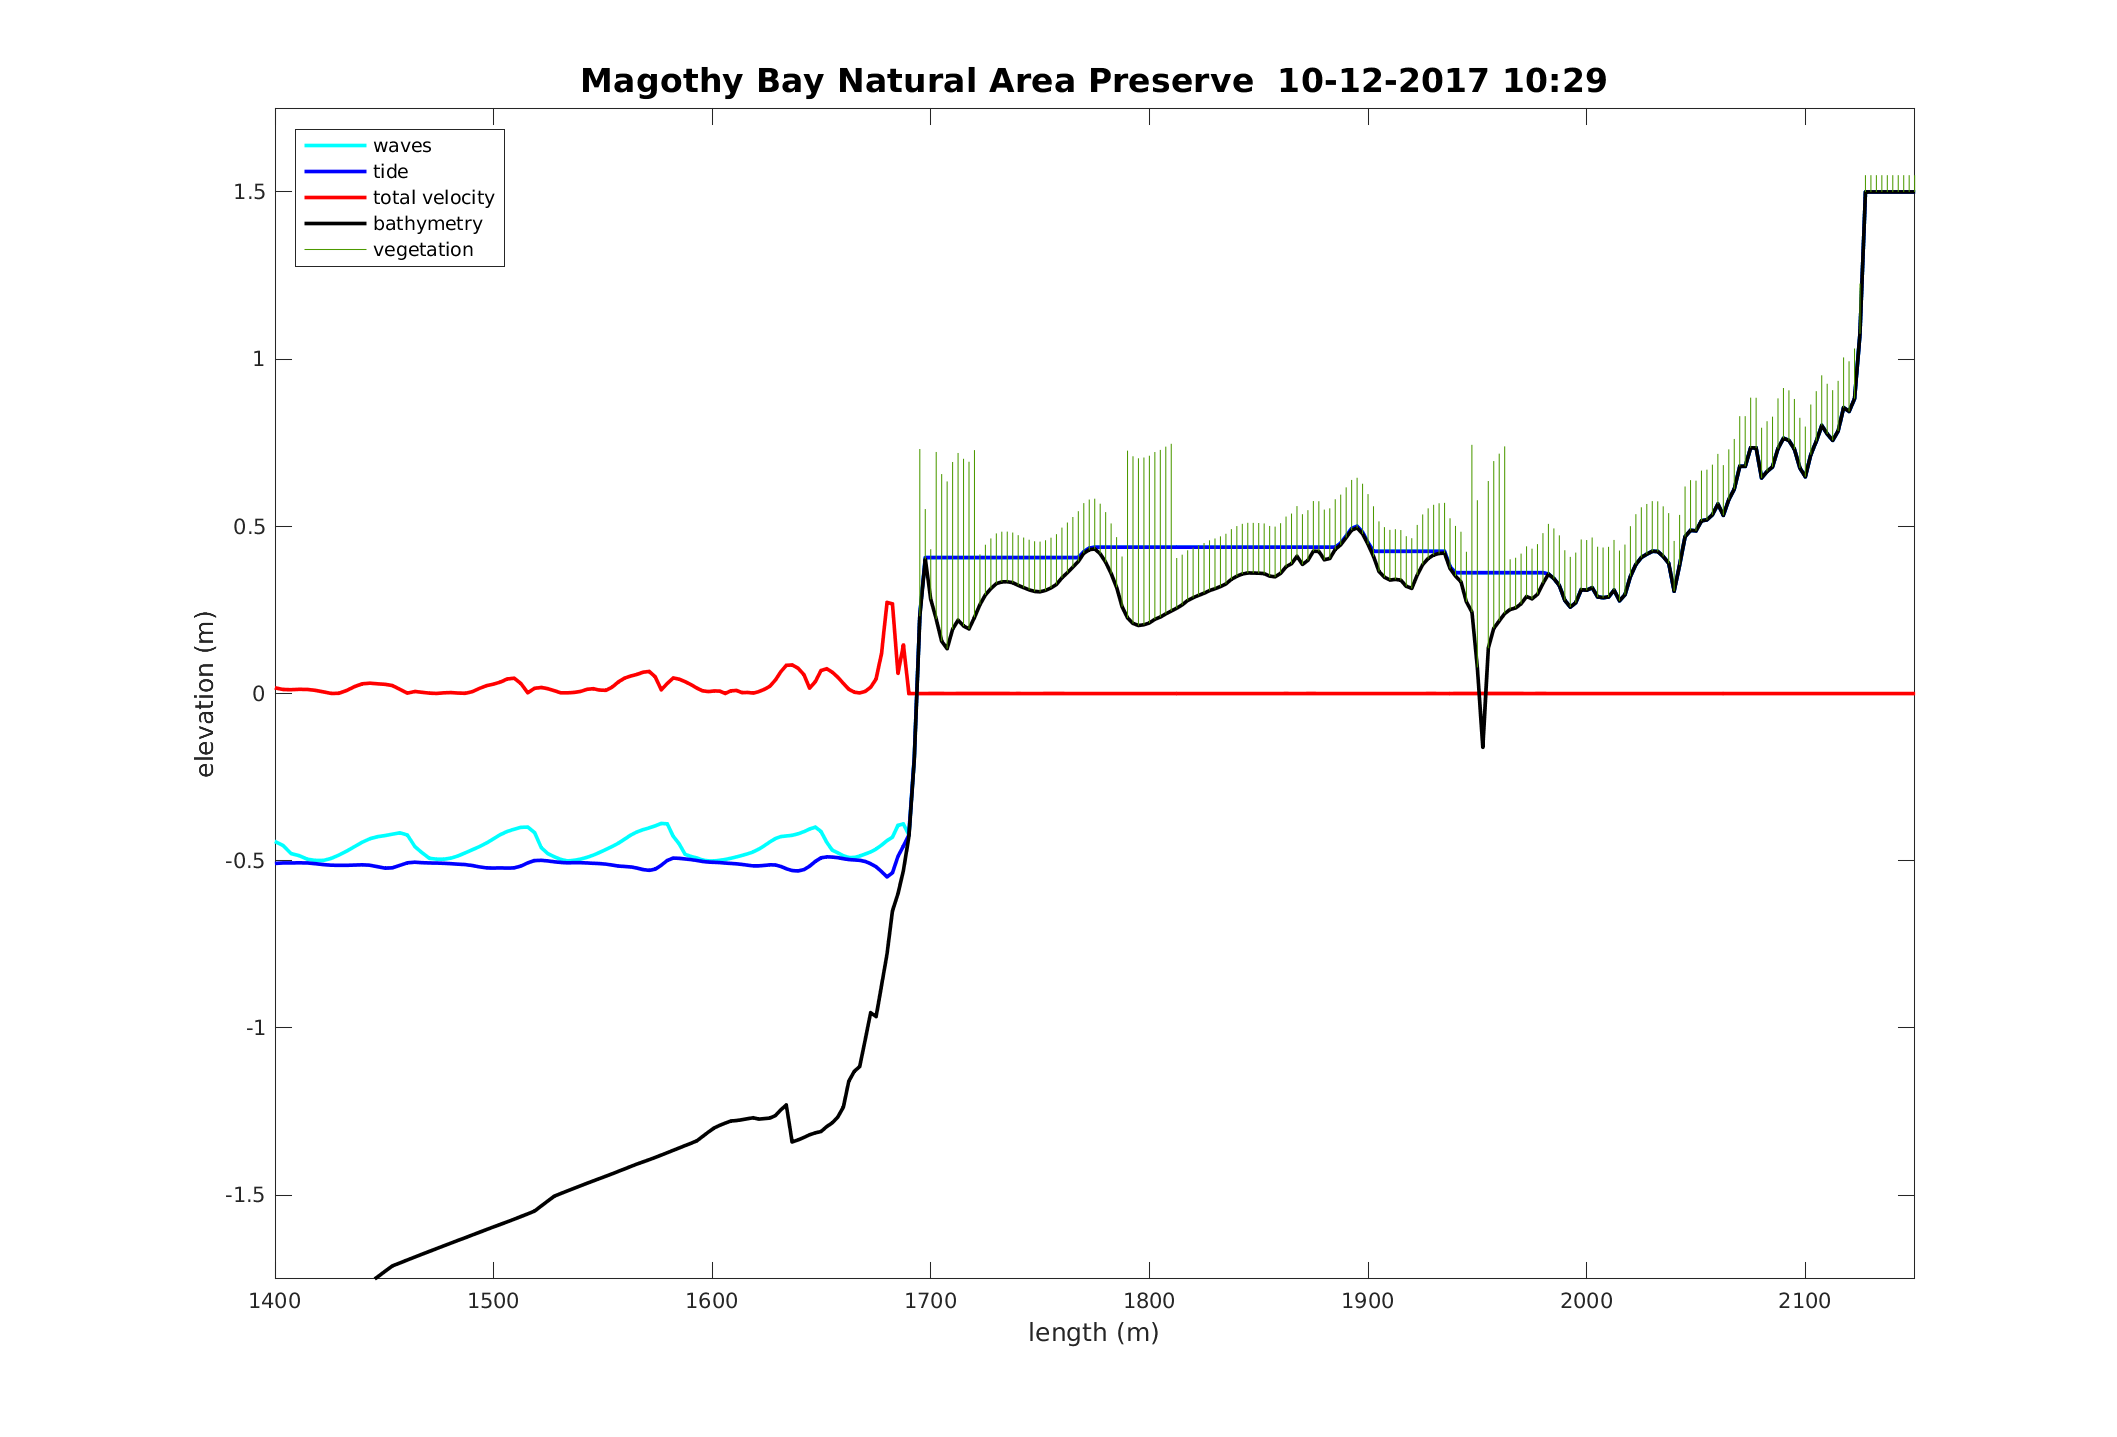 Magothy Bay Natural Area Preserve  10-12-2017 10:29
waves
tide
total velocity
bathymetry
vegetation
1.5
1
0.5
0
-0.5
-1
-1.5
elevation (m)
1400 1500 1600 1700 1800 1900 2000 2100
length (m)